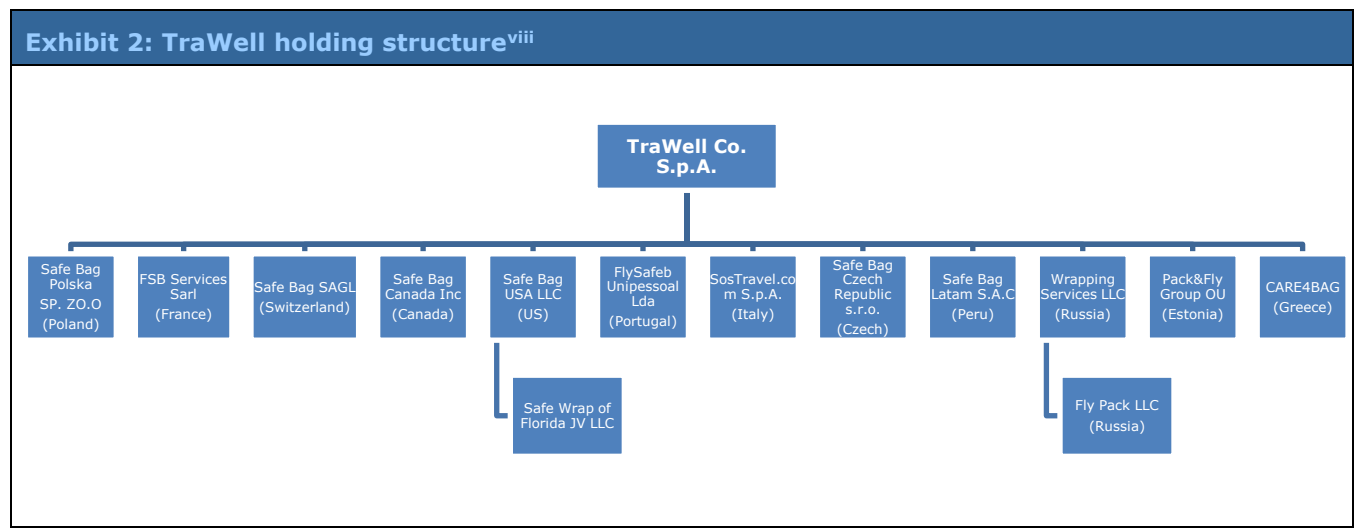 Exhibit 2: TraWell holding structureviii
TraWell Co.
S.p.A.
Safe Bag
Polska
SP. ZO.O
(Poland)
FSB Services
Sarl
(France)
Safe Bag SAGL
(Switzerland)
Safe Bag
Canada Inc
(Canada)
Safe Bag
USA LLC
(US)
FlySafeb
Unipessoal
Lda
(Portugal)
SosTravel.co
m S.p.A.
(Italy)
Safe Bag
Czech
Republic
s.r.o.
(Czech)
Safe Bag
Latam S.A.C
(Peru)
Wrapping
Services LLC
(Russia)
Pack&Fly
Group OU
(Estonia)
CARE4BAG
(Greece)
Safe Wrap of
Florida JV LLC
Fly Pack LLC
(Russia)